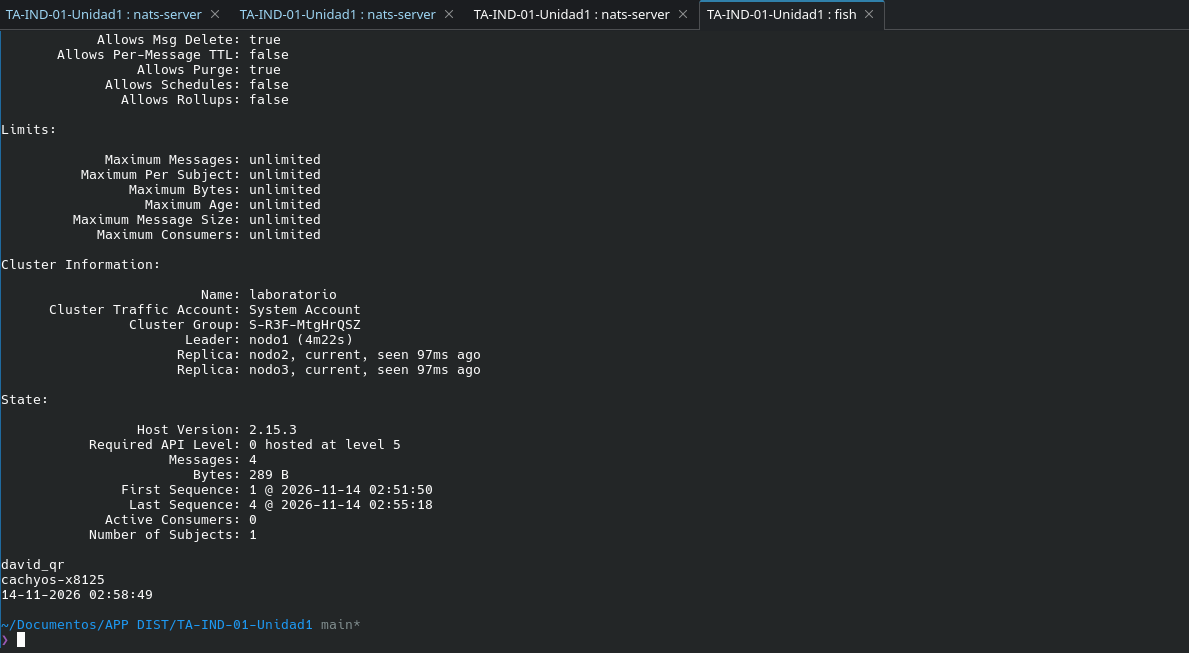 TA-IND-01-Unidad1 : nats-server × TA-IND-01-Unidad1 : nats-server × TA-IND-01-Unidad1 : nats-server × TA-IND-01-Unidad1 : fish ×
Allows Msg Delete: true
Allows Per-Message TTL: false
Allows Purge: true
Allows Schedules: false
Allows Rollups: false
Limits:
Maximum Messages: unlimited
Maximum Per Subject: unlimited
Maximum Bytes: unlimited
Maximum Age: unlimited
Maximum Message Size: unlimited
Maximum Consumers: unlimited
Cluster Information:
Name: laboratorio
Cluster Traffic Account: System Account
Cluster Group: S-R3F-MtgHrQSZ
Leader: nodo1 (4m22s)
Replica: nodo2, current, seen 97ms ago
Replica: nodo3, current, seen 97ms ago
State:
Host Version: 2.15.3
Required API Level: 0 hosted at level 5
Messages: 4
Bytes: 289 B
First Sequence: 1 @ 2026-11-14 02:51:50
Last Sequence: 4 @ 2026-11-14 02:55:18
Active Consumers: 0
Number of Subjects: 1
david_qr
cachyos-x8125
14-11-2026 02:58:49
~/Documentos/APP DIST/TA-IND-01-Unidad1 main*
❯